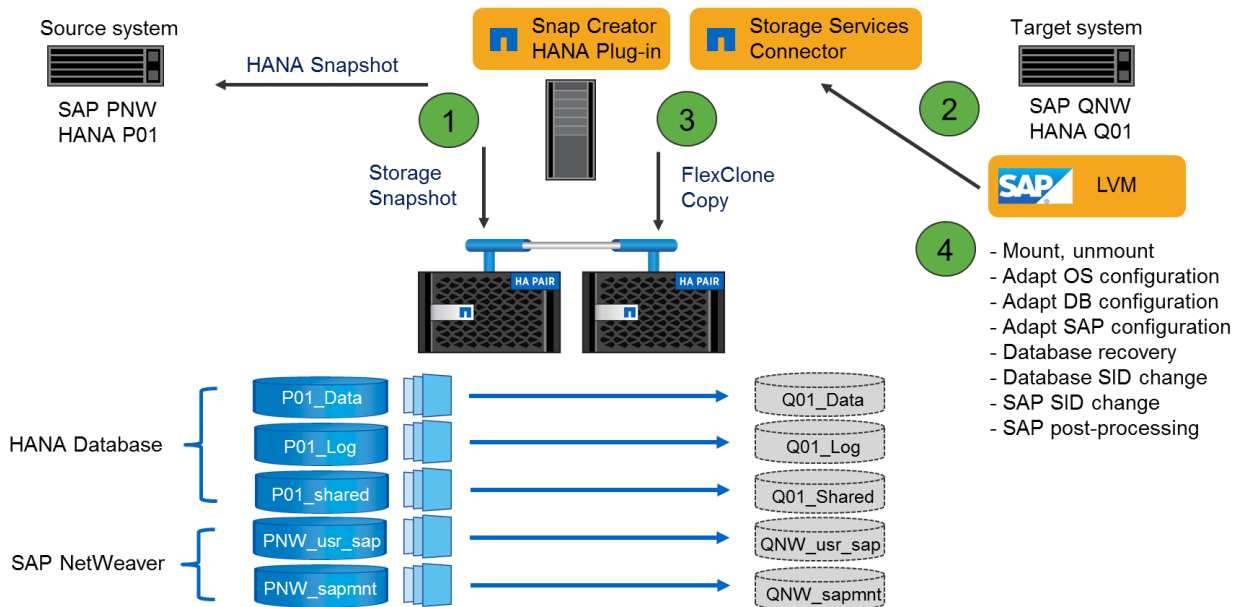 Source system
SAP PNW
HANA P01
HANA Snapshot
Snap Creator
HANA Plug-in
Storage Services
Connector
Target system
SAP QNW
HANA Q01
1
Storage
Snapshot
3
FlexClone
Copy
2
SAP
LVM
4
- Mount, unmount
- Adapt OS configuration
- Adapt DB configuration
- Adapt SAP configuration
- Database recovery
- Database SID change
- SAP SID change
- SAP post-processing
HA PAIR
HA PAIR
HANA Database
P01_Data
Q01_Data
P01_Log
Q01_Log
P01_shared
Q01_Shared
SAP NetWeaver
PNW_usr_sap
QNW_usr_sap
PNW_sapmnt
QNW_sapmnt